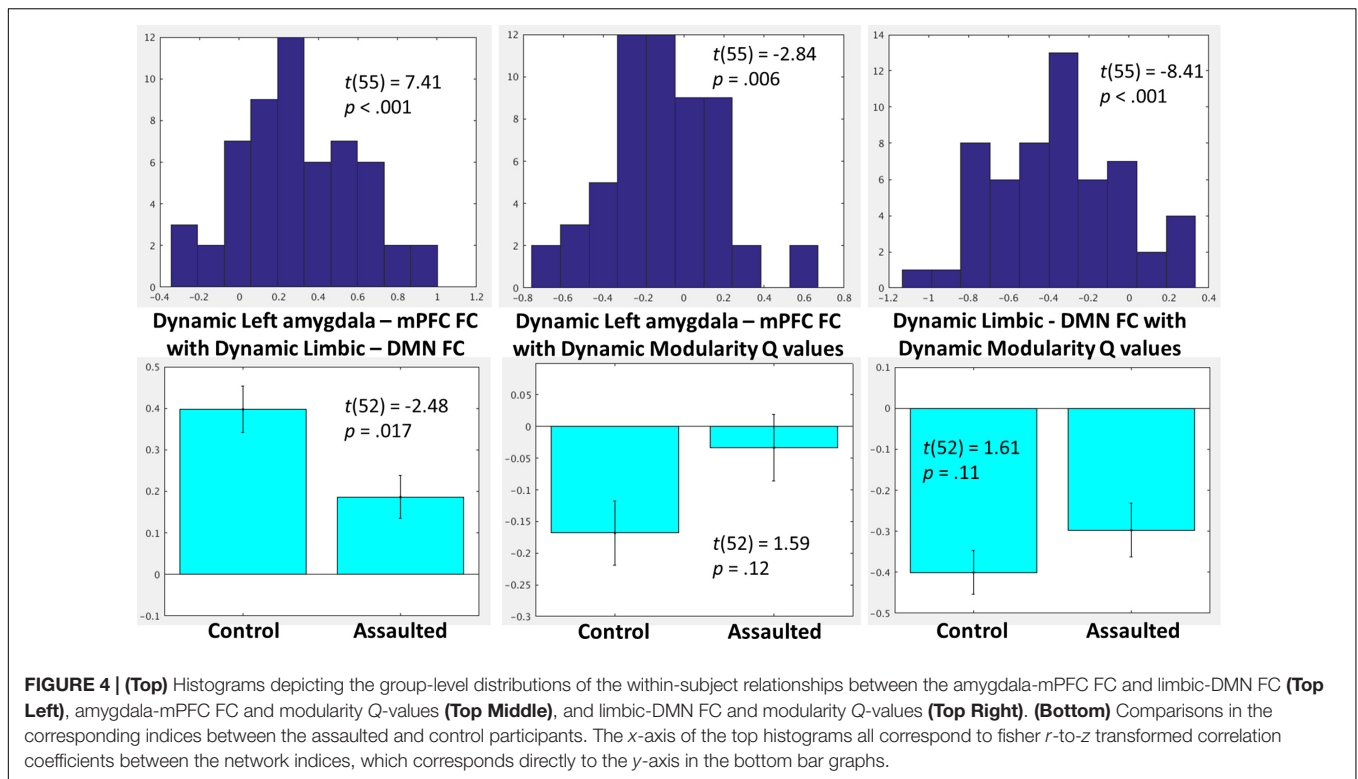 12
10
8
6
4
2
0
-0.4 -0.2 0 0.2 0.4 0.6 0.8 1 1.2
t(55) = 7.41
p < .001
Dynamic Left amygdala – mPFC FC
with Dynamic Limbic – DMN FC
12
10
8
6
4
2
0
-0.8 -0.6 -0.4 -0.2 0 0.2 0.4 0.6 0.8
t(55) = -2.84
p = .006
Dynamic Left amygdala – mPFC FC
with Dynamic Modularity Q values
14
12
10
8
6
4
2
0
-1.2 -1 -0.8 -0.6 -0.4 -0.2 0 0.2 0.4
t(55) = -8.41
p < .001
Dynamic Limbic - DMN FC with
Dynamic Modularity Q values
0.5
0.4
0.3
0.2
0.1
0
-0.1
t(52) = -2.48
p = .017
Control Assaulted
0.05
0
-0.05
-0.1
-0.15
-0.2
-0.25
-0.3
t(52) = 1.59
p = .12
Control Assaulted
0.1
0
-0.1
-0.2
-0.3
-0.4
-0.5
t(52) = 1.61
p = .11
Control Assaulted
FIGURE 4 | (Top) Histograms depicting the group-level distributions of the within-subject relationships between the amygdala-mPFC FC and limbic-DMN FC (Top
Left), amygdala-mPFC FC and modularity Q-values (Top Middle), and limbic-DMN FC and modularity Q-values (Top Right). (Bottom) Comparisons in the
corresponding indices between the assaulted and control participants. The x-axis of the top histograms all correspond to fisher r-to-z transformed correlation
coefficients between the network indices, which corresponds directly to the y-axis in the bottom bar graphs.